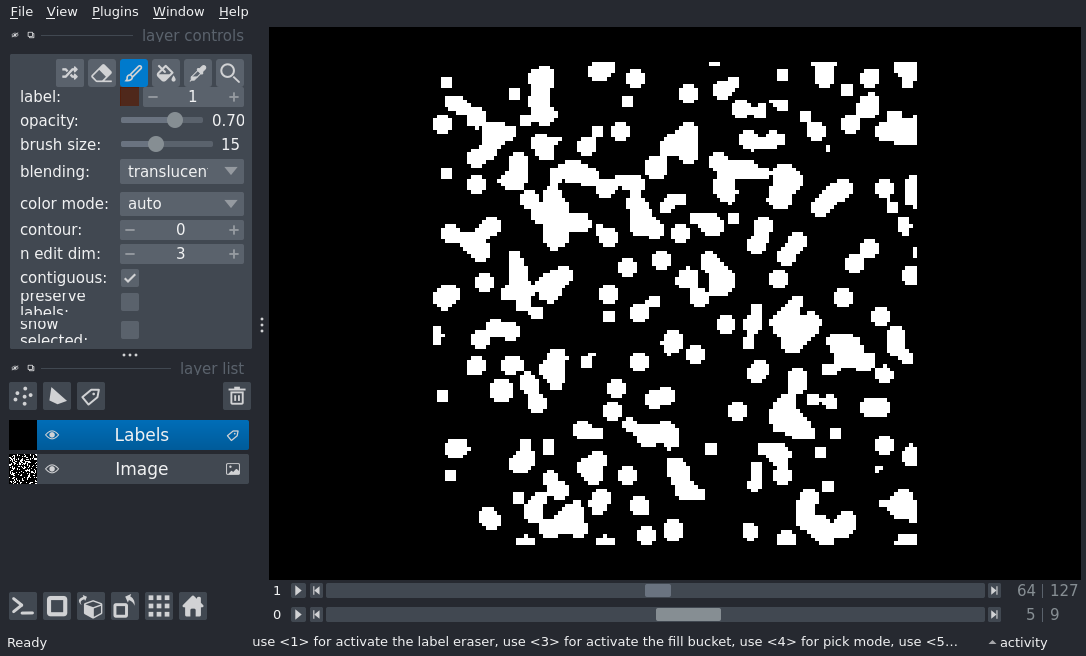 File View Plugins Window Help
layer controls
label: 1
opacity: 0.70
brush size: 15
blending: translucen
color mode: auto
contour: 0
n edit dim: 3
contiguous:
preserve
labels:
show
selected:
layer list
Labels
Image
1 64 127
0 5 9
Ready use <1> for activate the label eraser, use <3> for activate the fill bucket, use <4> for pick mode, use <5... activity